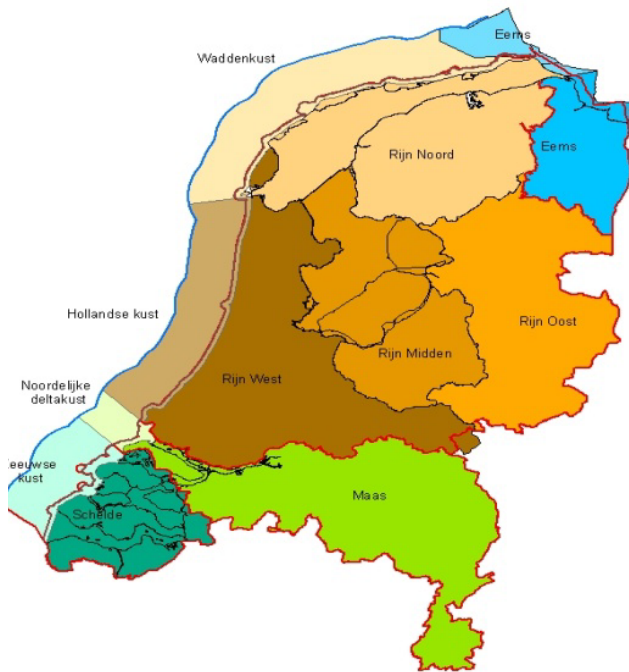 Eems
Waddenkust
Rijn Noord
Eems
Hollandse kust
Rijn Oost
Rijn Midden
Rijn West
Noordelijke
deltakust
eeuwse
kust
Maas
Schelde